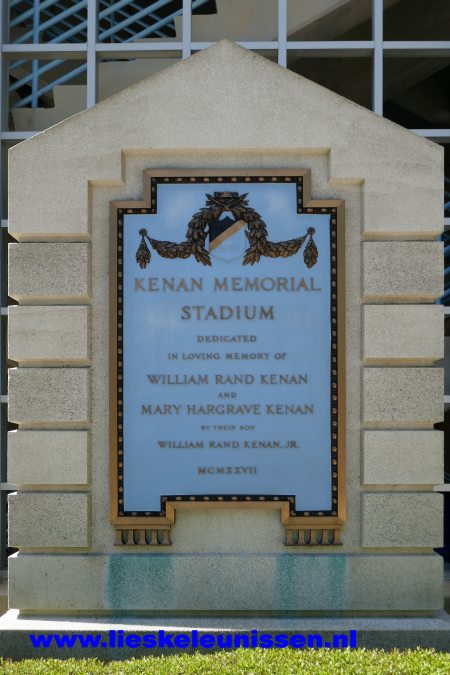 KENAN MEMORIAL
STADIUM
DEDICATED
IN LOVING MEMORY OF
WILLIAM RAND KENAN
AND
MARY HARGRAVE KENAN
BY THEIR SON
WILLIAM RAND KENAN, JR.
MCMXXVII
www.lieskeleunissen.nl